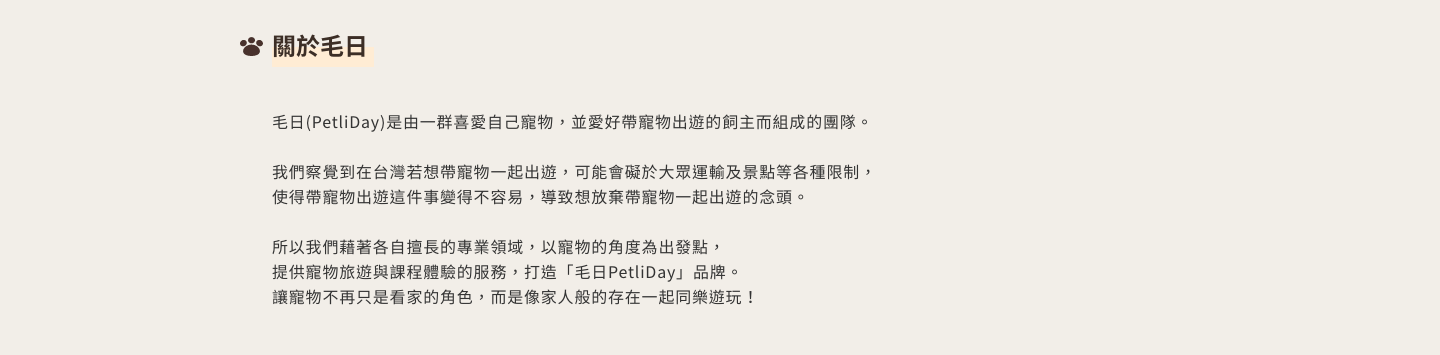 關於毛日
毛日(PetliDay)是由一群喜愛自己寵物，並愛好帶寵物出遊的飼主而組成的團隊。
我們察覺到在台灣若想帶寵物一起出遊，可能會礙於大眾運輸及景點等各種限制，
使得帶寵物出遊這件事變得不容易，導致想放棄帶寵物一起出遊的念頭。
所以我們藉著各自擅長的專業領域，以寵物的角度為出發點，
提供寵物旅遊與課程體驗的服務，打造「毛日PetliDay」品牌。
讓寵物不再只是看家的角色，而是像家人般的存在一起同樂遊玩！